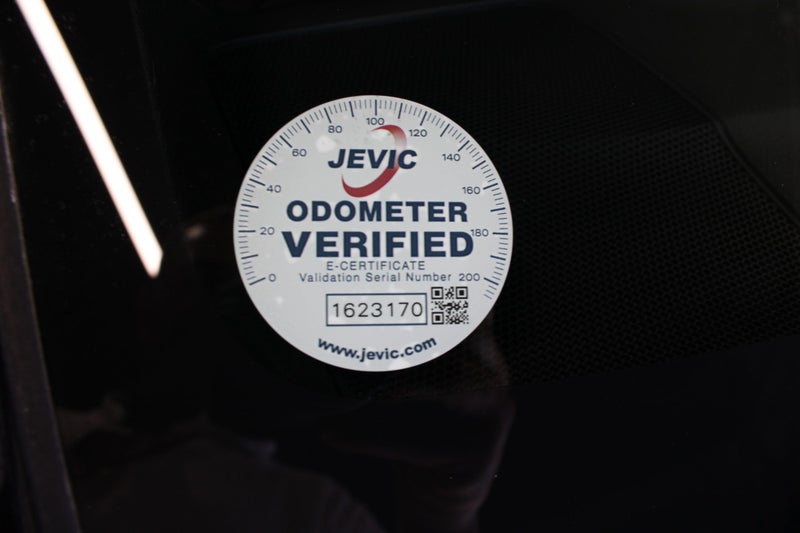 0 20 40 60 80 100 120 140 160 180 200
JEVIC
ODOMETER
VERIFIED
E-CERTIFICATE
Validation Serial Number
1623170
www.jevic.com